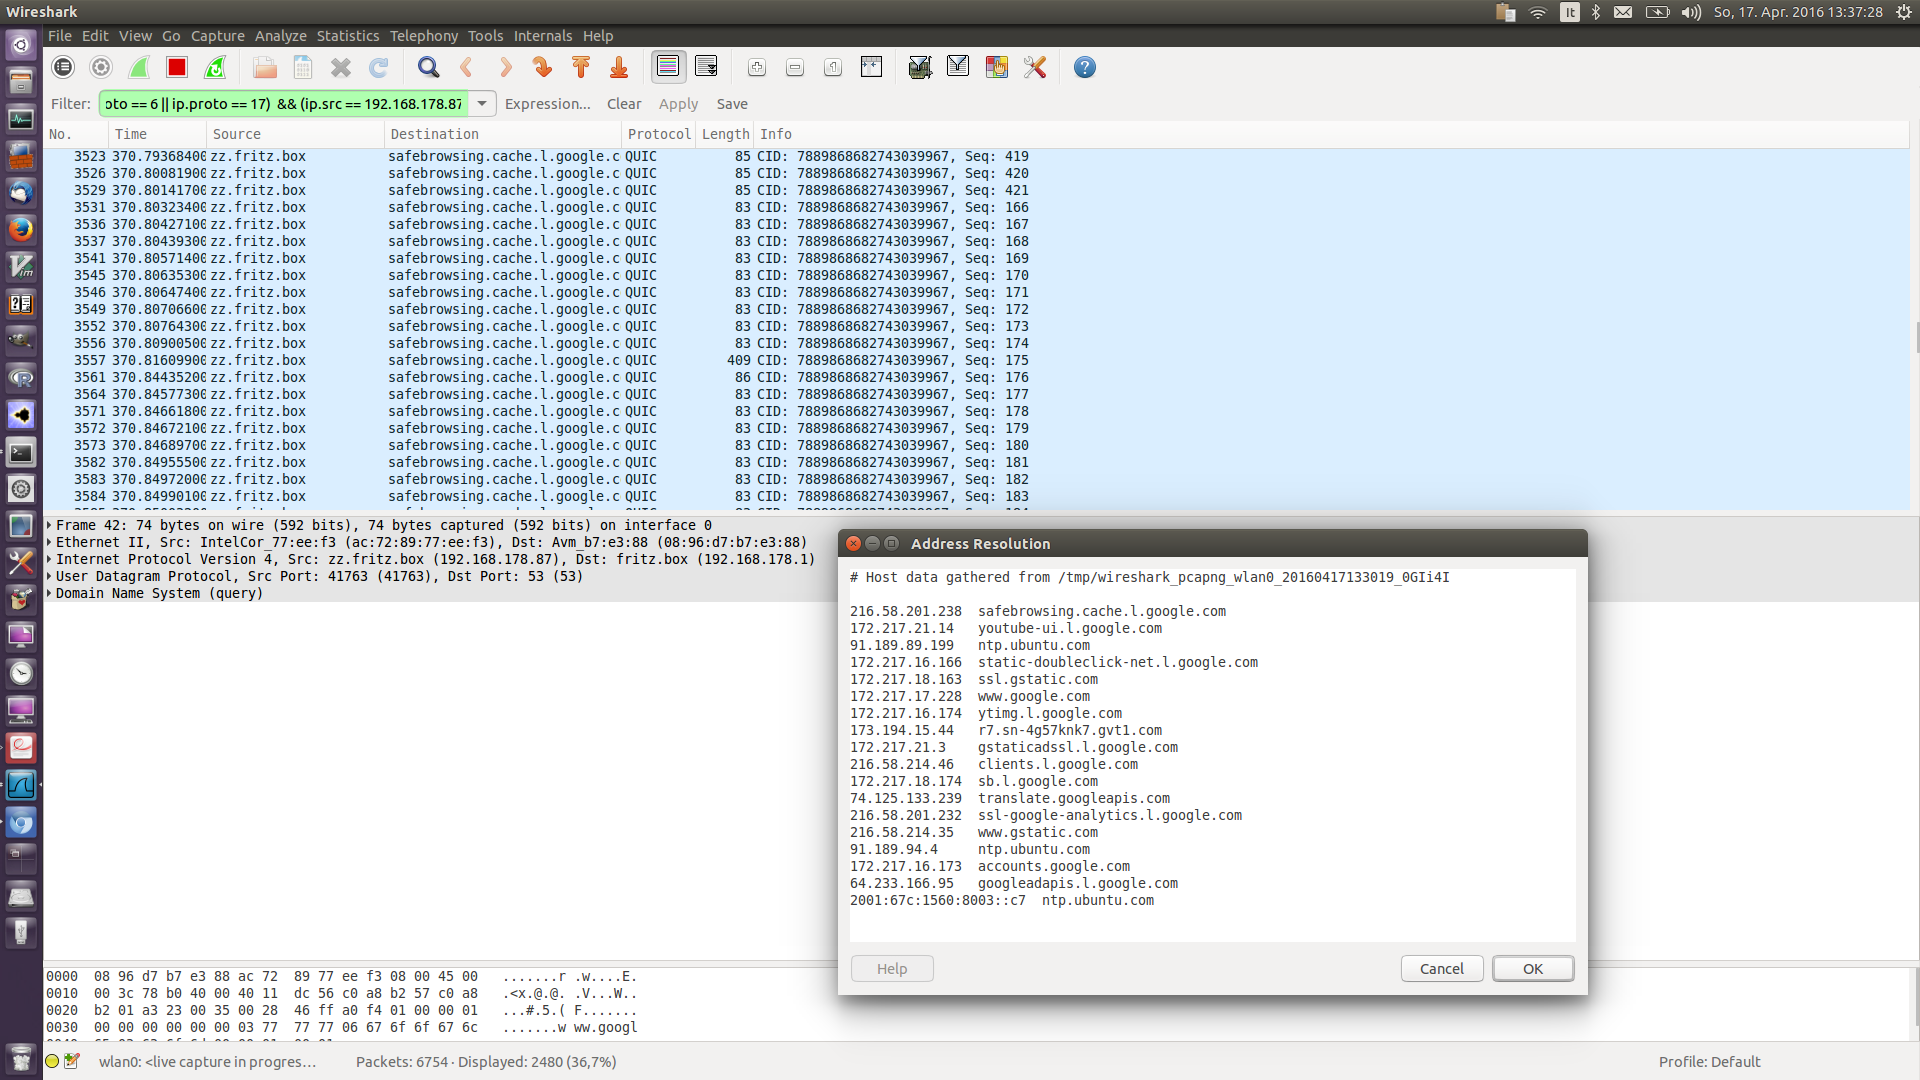 Wireshark
It
So, 17. Apr. 2016 13:37:28
File Edit View Go Capture Analyze Statistics Telephony Tools Internals Help
Filter: oto == 6 || ip.proto == 17) && (ip.src == 192.168.178.87 Expression... Clear Apply Save
No. Time Source Destination Protocol Length Info
3523 370.79368400 zz.fritz.box safebrowsing.cache.l.google.c QUIC 85 CID: 7889868682743039967, Seq: 419
3526 370.80081900 zz.fritz.box safebrowsing.cache.l.google.c QUIC 85 CID: 7889868682743039967, Seq: 420
3529 370.80141700 zz.fritz.box safebrowsing.cache.l.google.c QUIC 85 CID: 7889868682743039967, Seq: 421
3531 370.80323400 zz.fritz.box safebrowsing.cache.l.google.c QUIC 83 CID: 7889868682743039967, Seq: 166
3536 370.80427100 zz.fritz.box safebrowsing.cache.l.google.c QUIC 83 CID: 7889868682743039967, Seq: 167
3537 370.80439300 zz.fritz.box safebrowsing.cache.l.google.c QUIC 83 CID: 7889868682743039967, Seq: 168
3541 370.80571400 zz.fritz.box safebrowsing.cache.l.google.c QUIC 83 CID: 7889868682743039967, Seq: 169
3545 370.80635300 zz.fritz.box safebrowsing.cache.l.google.c QUIC 83 CID: 7889868682743039967, Seq: 170
3546 370.80647400 zz.fritz.box safebrowsing.cache.l.google.c QUIC 83 CID: 7889868682743039967, Seq: 171
3549 370.80706600 zz.fritz.box safebrowsing.cache.l.google.c QUIC 83 CID: 7889868682743039967, Seq: 172
3552 370.80764300 zz.fritz.box safebrowsing.cache.l.google.c QUIC 83 CID: 7889868682743039967, Seq: 173
3556 370.80900500 zz.fritz.box safebrowsing.cache.l.google.c QUIC 83 CID: 7889868682743039967, Seq: 174
3557 370.81609900 zz.fritz.box safebrowsing.cache.l.google.c QUIC 409 CID: 7889868682743039967, Seq: 175
3561 370.84435200 zz.fritz.box safebrowsing.cache.l.google.c QUIC 86 CID: 7889868682743039967, Seq: 176
3564 370.84577300 zz.fritz.box safebrowsing.cache.l.google.c QUIC 83 CID: 7889868682743039967, Seq: 177
3571 370.84661800 zz.fritz.box safebrowsing.cache.l.google.c QUIC 83 CID: 7889868682743039967, Seq: 178
3572 370.84672100 zz.fritz.box safebrowsing.cache.l.google.c QUIC 83 CID: 7889868682743039967, Seq: 179
3573 370.84689700 zz.fritz.box safebrowsing.cache.l.google.c QUIC 83 CID: 7889868682743039967, Seq: 180
3582 370.84955500 zz.fritz.box safebrowsing.cache.l.google.c QUIC 83 CID: 7889868682743039967, Seq: 181
3583 370.84972000 zz.fritz.box safebrowsing.cache.l.google.c QUIC 83 CID: 7889868682743039967, Seq: 182
3584 370.84990100 zz.fritz.box safebrowsing.cache.l.google.c QUIC 83 CID: 7889868682743039967, Seq: 183
Frame 42: 74 bytes on wire (592 bits), 74 bytes captured (592 bits) on interface 0
Ethernet II, Src: IntelCor_77:ee:f3 (ac:72:89:77:ee:f3), Dst: Avm_b7:e3:88 (08:96:d7:b7:e3:88)
Internet Protocol Version 4, Src: zz.fritz.box (192.168.178.87), Dst: fritz.box (192.168.178.1)
User Datagram Protocol, Src Port: 41763 (41763), Dst Port: 53 (53)
Domain Name System (query)
Address Resolution
# Host data gathered from /tmp/wireshark_pcapng_wlan0_20160417133019_0GIi4I
216.58.201.238 safebrowsing.cache.l.google.com
172.217.21.14 youtube-ui.l.google.com
91.189.89.199 ntp.ubuntu.com
172.217.16.166 static-doubleclick-net.l.google.com
172.217.18.163 ssl.gstatic.com
172.217.17.228 www.google.com
172.217.16.174 ytimg.l.google.com
173.194.15.44 r7.sn-4g57knk7.gvt1.com
172.217.21.3 gstaticadssl.l.google.com
216.58.214.46 clients.l.google.com
172.217.18.174 sb.l.google.com
74.125.133.239 translate.googleapis.com
216.58.201.232 ssl-google-analytics.l.google.com
216.58.214.35 www.gstatic.com
91.189.94.4 ntp.ubuntu.com
172.217.16.173 accounts.google.com
64.233.166.95 googleadapis.l.google.com
2001:67c:1560:8003::c7 ntp.ubuntu.com
Help Cancel OK
0000 08 96 d7 b7 e3 88 ac 72 89 77 ee f3 08 00 45 00 .......r .w....E.
0010 00 3c 78 b0 40 00 40 11 dc 56 c0 a8 b2 57 c0 a8 .<x.@.@. .V...W..
0020 b2 01 a3 23 00 35 00 28 46 ff a0 f4 01 00 00 01 ...#.5.( F.......
0030 00 00 00 00 00 00 03 77 77 77 06 67 6f 6f 67 6c .......w ww.googl
wlan0: <live capture in progres… Packets: 6754 · Displayed: 2480 (36,7%) Profile: Default